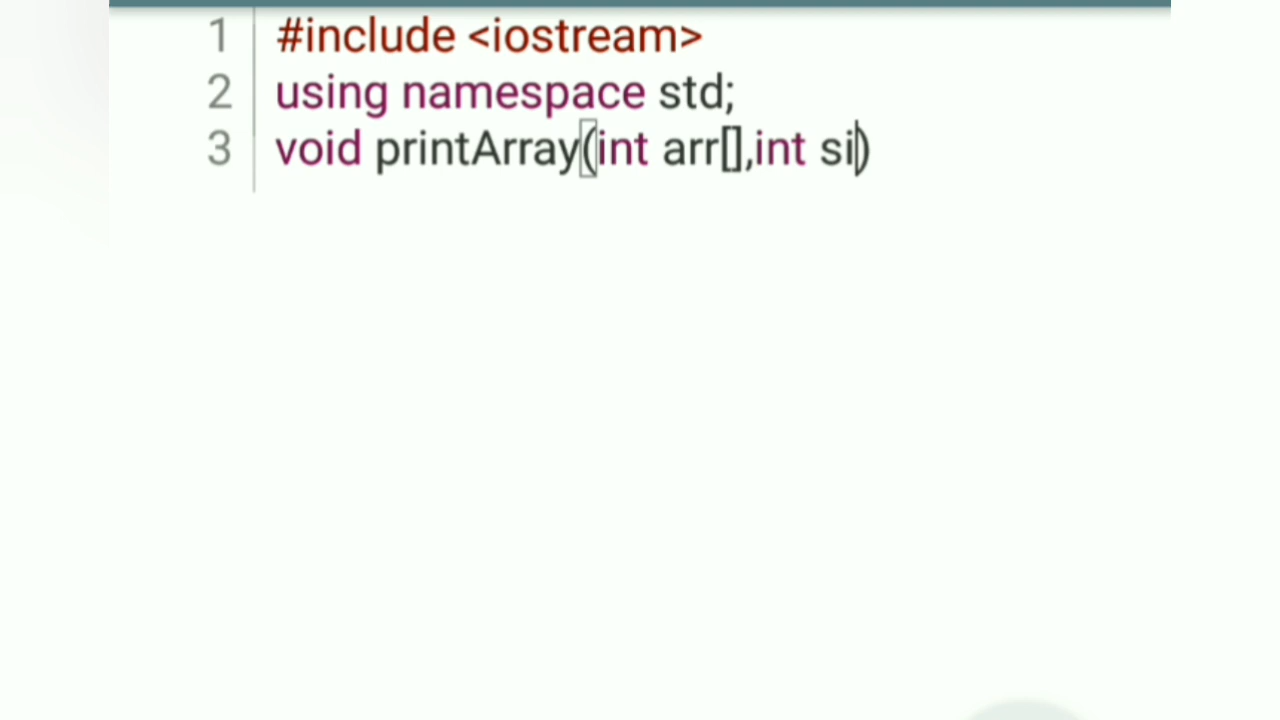 1 #include <iostream>
2 using namespace std;
3 void printArray(int arr[],int si)